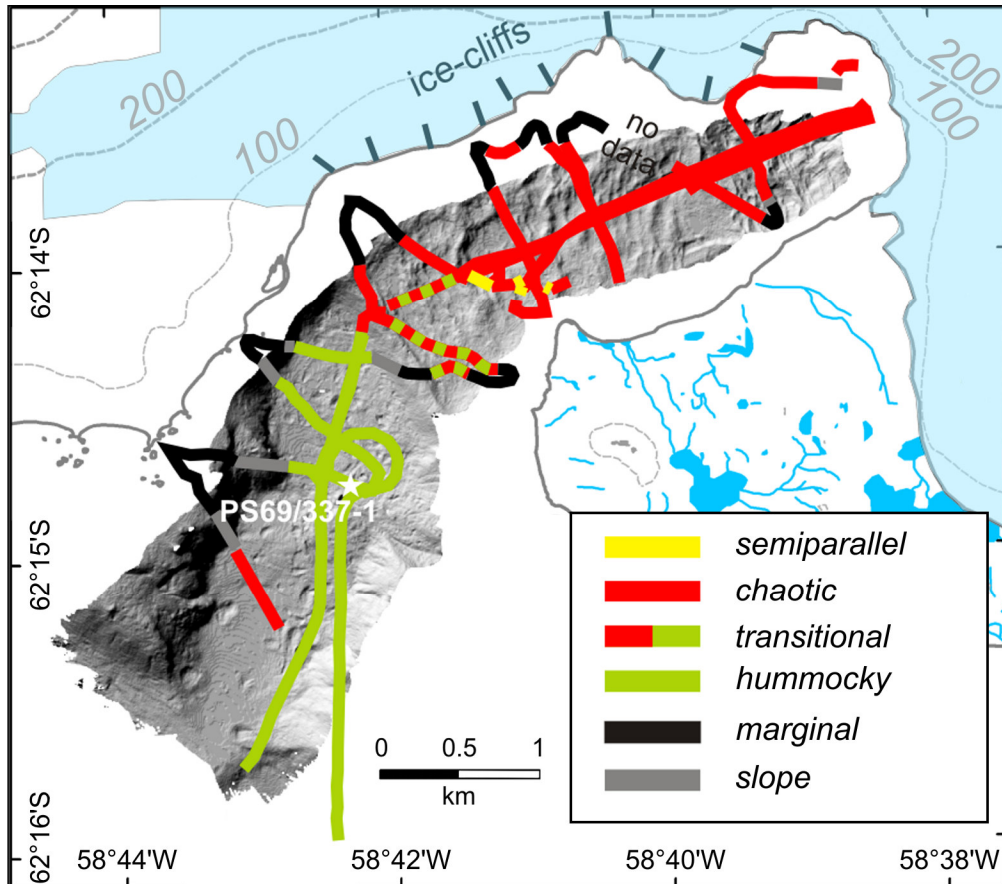 200
100
ice-cliffs
200
100
no
data
62°14'S
PS69/337-1
62°15'S
semiparallel
chaotic
transitional
hummocky
marginal
slope
0 0.5 1
km
62°16'S
58°44'W 58°42'W 58°40'W 58°38'W